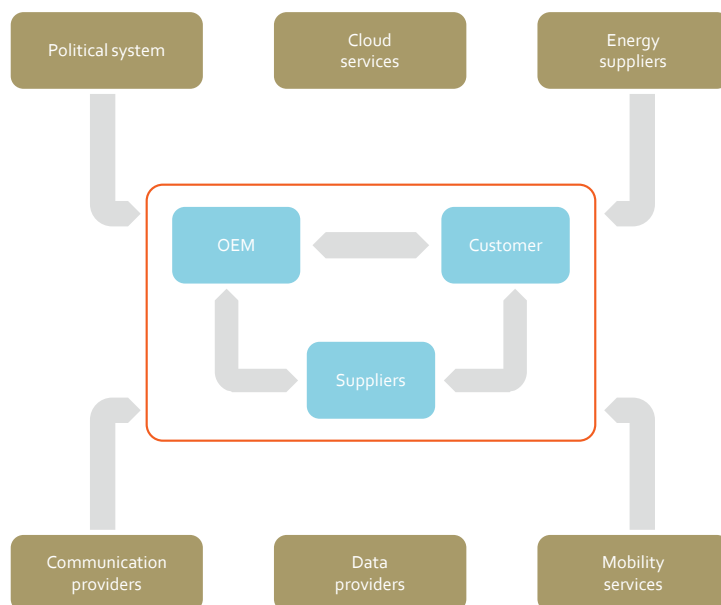 Political system
Cloud
services
Energy
suppliers
OEM
Customer
Suppliers
Communication
providers
Data
providers
Mobility
services